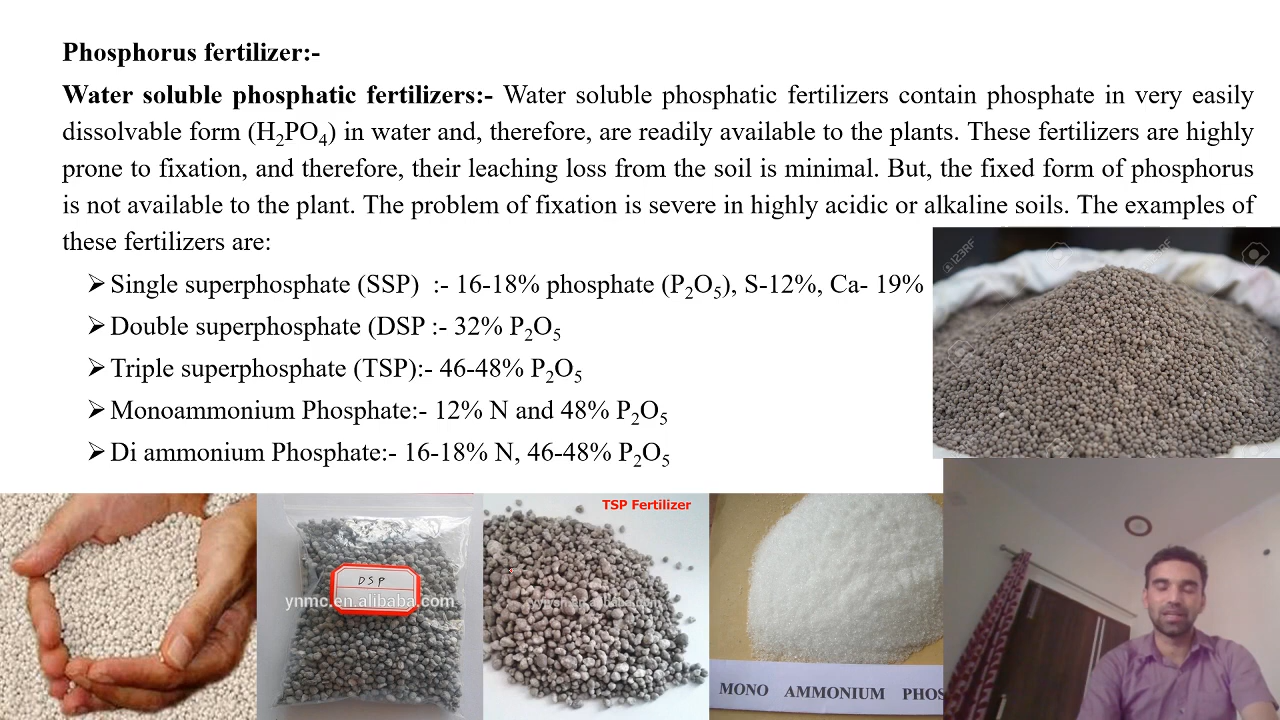 Phosphorus fertilizer:-
Water soluble phosphatic fertilizers:- Water soluble phosphatic fertilizers contain phosphate in very easily
dissolvable form (H₂PO₄) in water and, therefore, are readily available to the plants. These fertilizers are highly
prone to fixation, and therefore, their leaching loss from the soil is minimal. But, the fixed form of phosphorus
is not available to the plant. The problem of fixation is severe in highly acidic or alkaline soils. The examples of
these fertilizers are:
➢ Single superphosphate (SSP) :- 16-18% phosphate (P₂O₅), S-12%, Ca- 19%
➢ Double superphosphate (DSP :- 32% P₂O₅
➢ Triple superphosphate (TSP):- 46-48% P₂O₅
➢ Monoammonium Phosphate:- 12% N and 48% P₂O₅
➢ Di ammonium Phosphate:- 16-18% N, 46-48% P₂O₅
123RF
TSP Fertilizer
DSP
ynmc.en.alibaba.com
MONO AMMONIUM PHOS